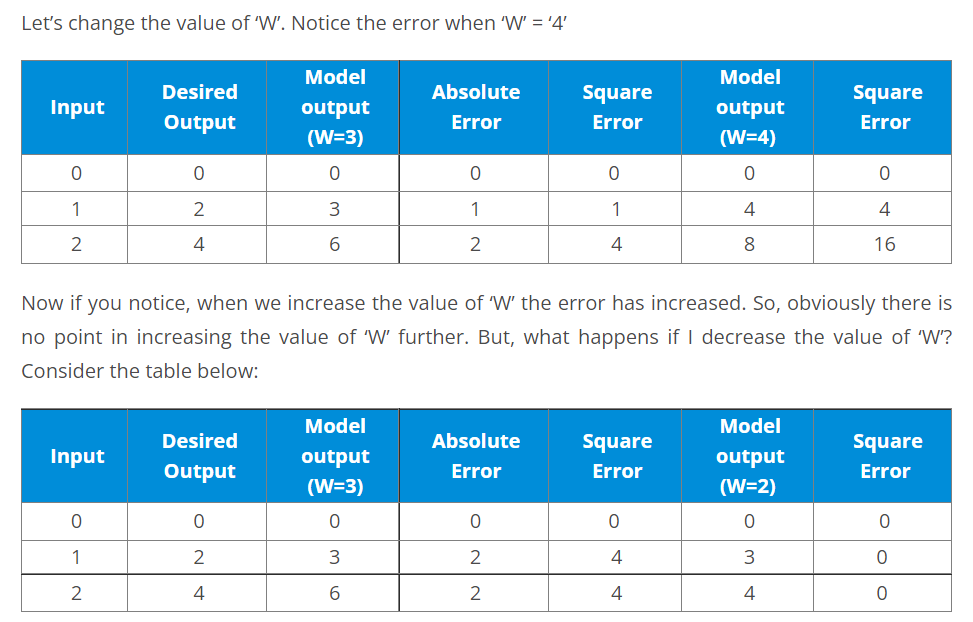 Let's change the value of ‘W’. Notice the error when ‘W’ = ‘4’
Input Desired Output Model output (W=3) Absolute Error Square Error Model output (W=4) Square Error
0 0 0 0 0 0 0
1 2 3 1 1 4 4
2 4 6 2 4 8 16
Now if you notice, when we increase the value of ‘W’ the error has increased. So, obviously there is
no point in increasing the value of ‘W’ further. But, what happens if I decrease the value of ‘W’?
Consider the table below:
Input Desired Output Model output (W=3) Absolute Error Square Error Model output (W=2) Square Error
0 0 0 0 0 0 0
1 2 3 2 4 3 0
2 4 6 2 4 4 0